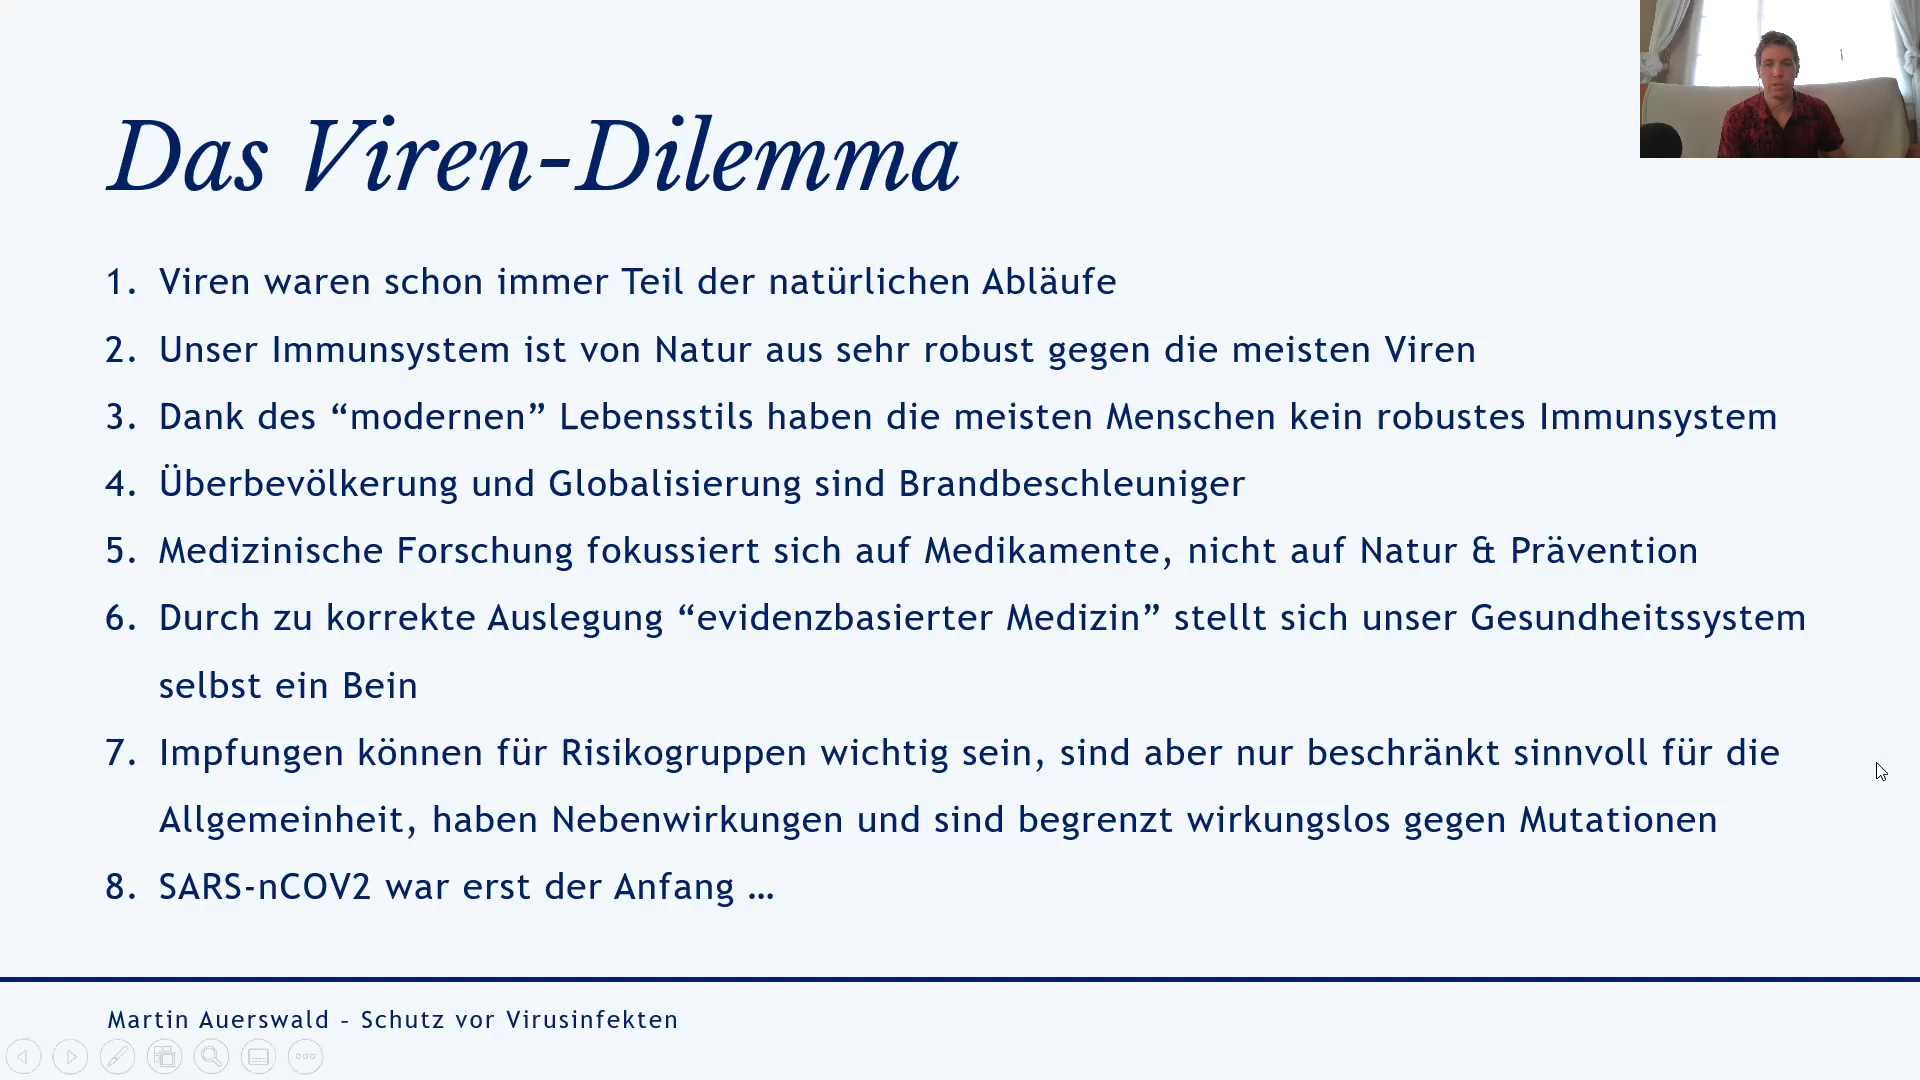 Das Viren-Dilemma
1. Viren waren schon immer Teil der natürlichen Abläufe
2. Unser Immunsystem ist von Natur aus sehr robust gegen die meisten Viren
3. Dank des “modernen” Lebensstils haben die meisten Menschen kein robustes Immunsystem
4. Überbevölkerung und Globalisierung sind Brandbeschleuniger
5. Medizinische Forschung fokussiert sich auf Medikamente, nicht auf Natur & Prävention
6. Durch zu korrekte Auslegung “evidenzbasierter Medizin” stellt sich unser Gesundheitssystem
selbst ein Bein
7. Impfungen können für Risikogruppen wichtig sein, sind aber nur beschränkt sinnvoll für die
Allgemeinheit, haben Nebenwirkungen und sind begrenzt wirkungslos gegen Mutationen
8. SARS-nCOV2 war erst der Anfang …
Martin Auerswald – Schutz vor Virusinfekten